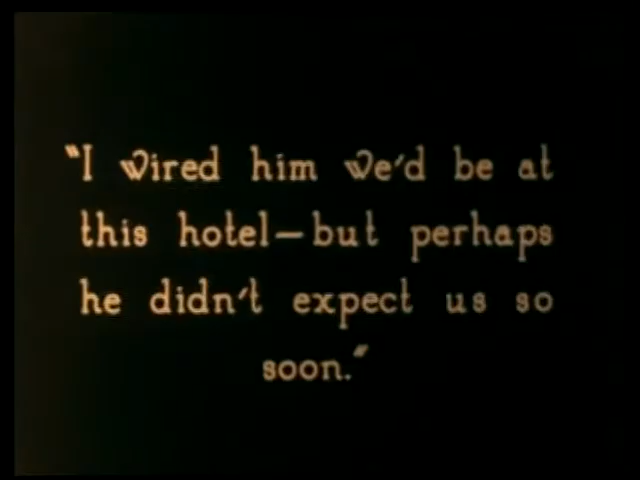 "I wired him we'd be at
this hotel—but perhaps
he didn't expect us so
soon."